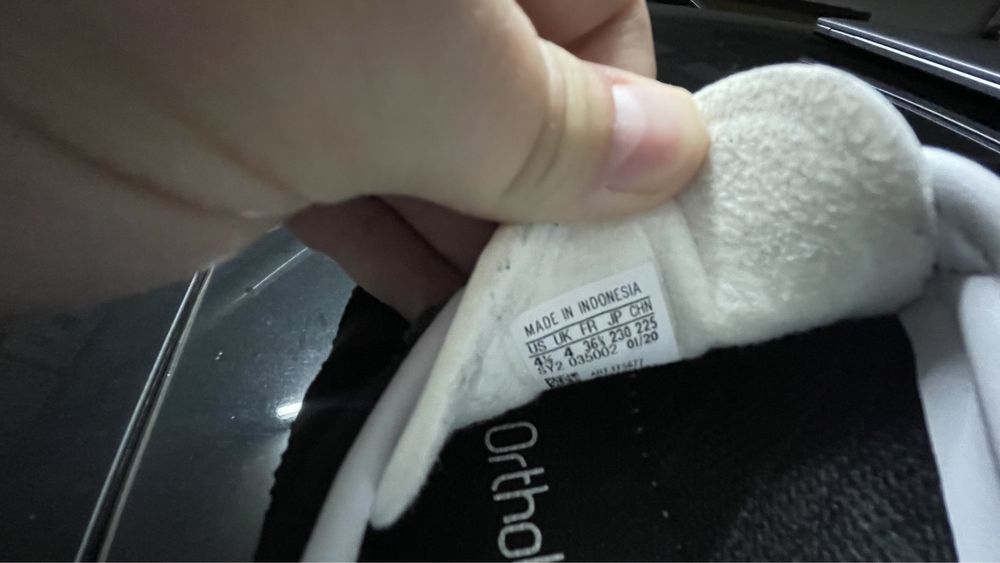 MADE IN INDONESIA
US UK FR JP CHN
4½ 4 36⅔ 230 225
SY2 035002 01/20
Orthol